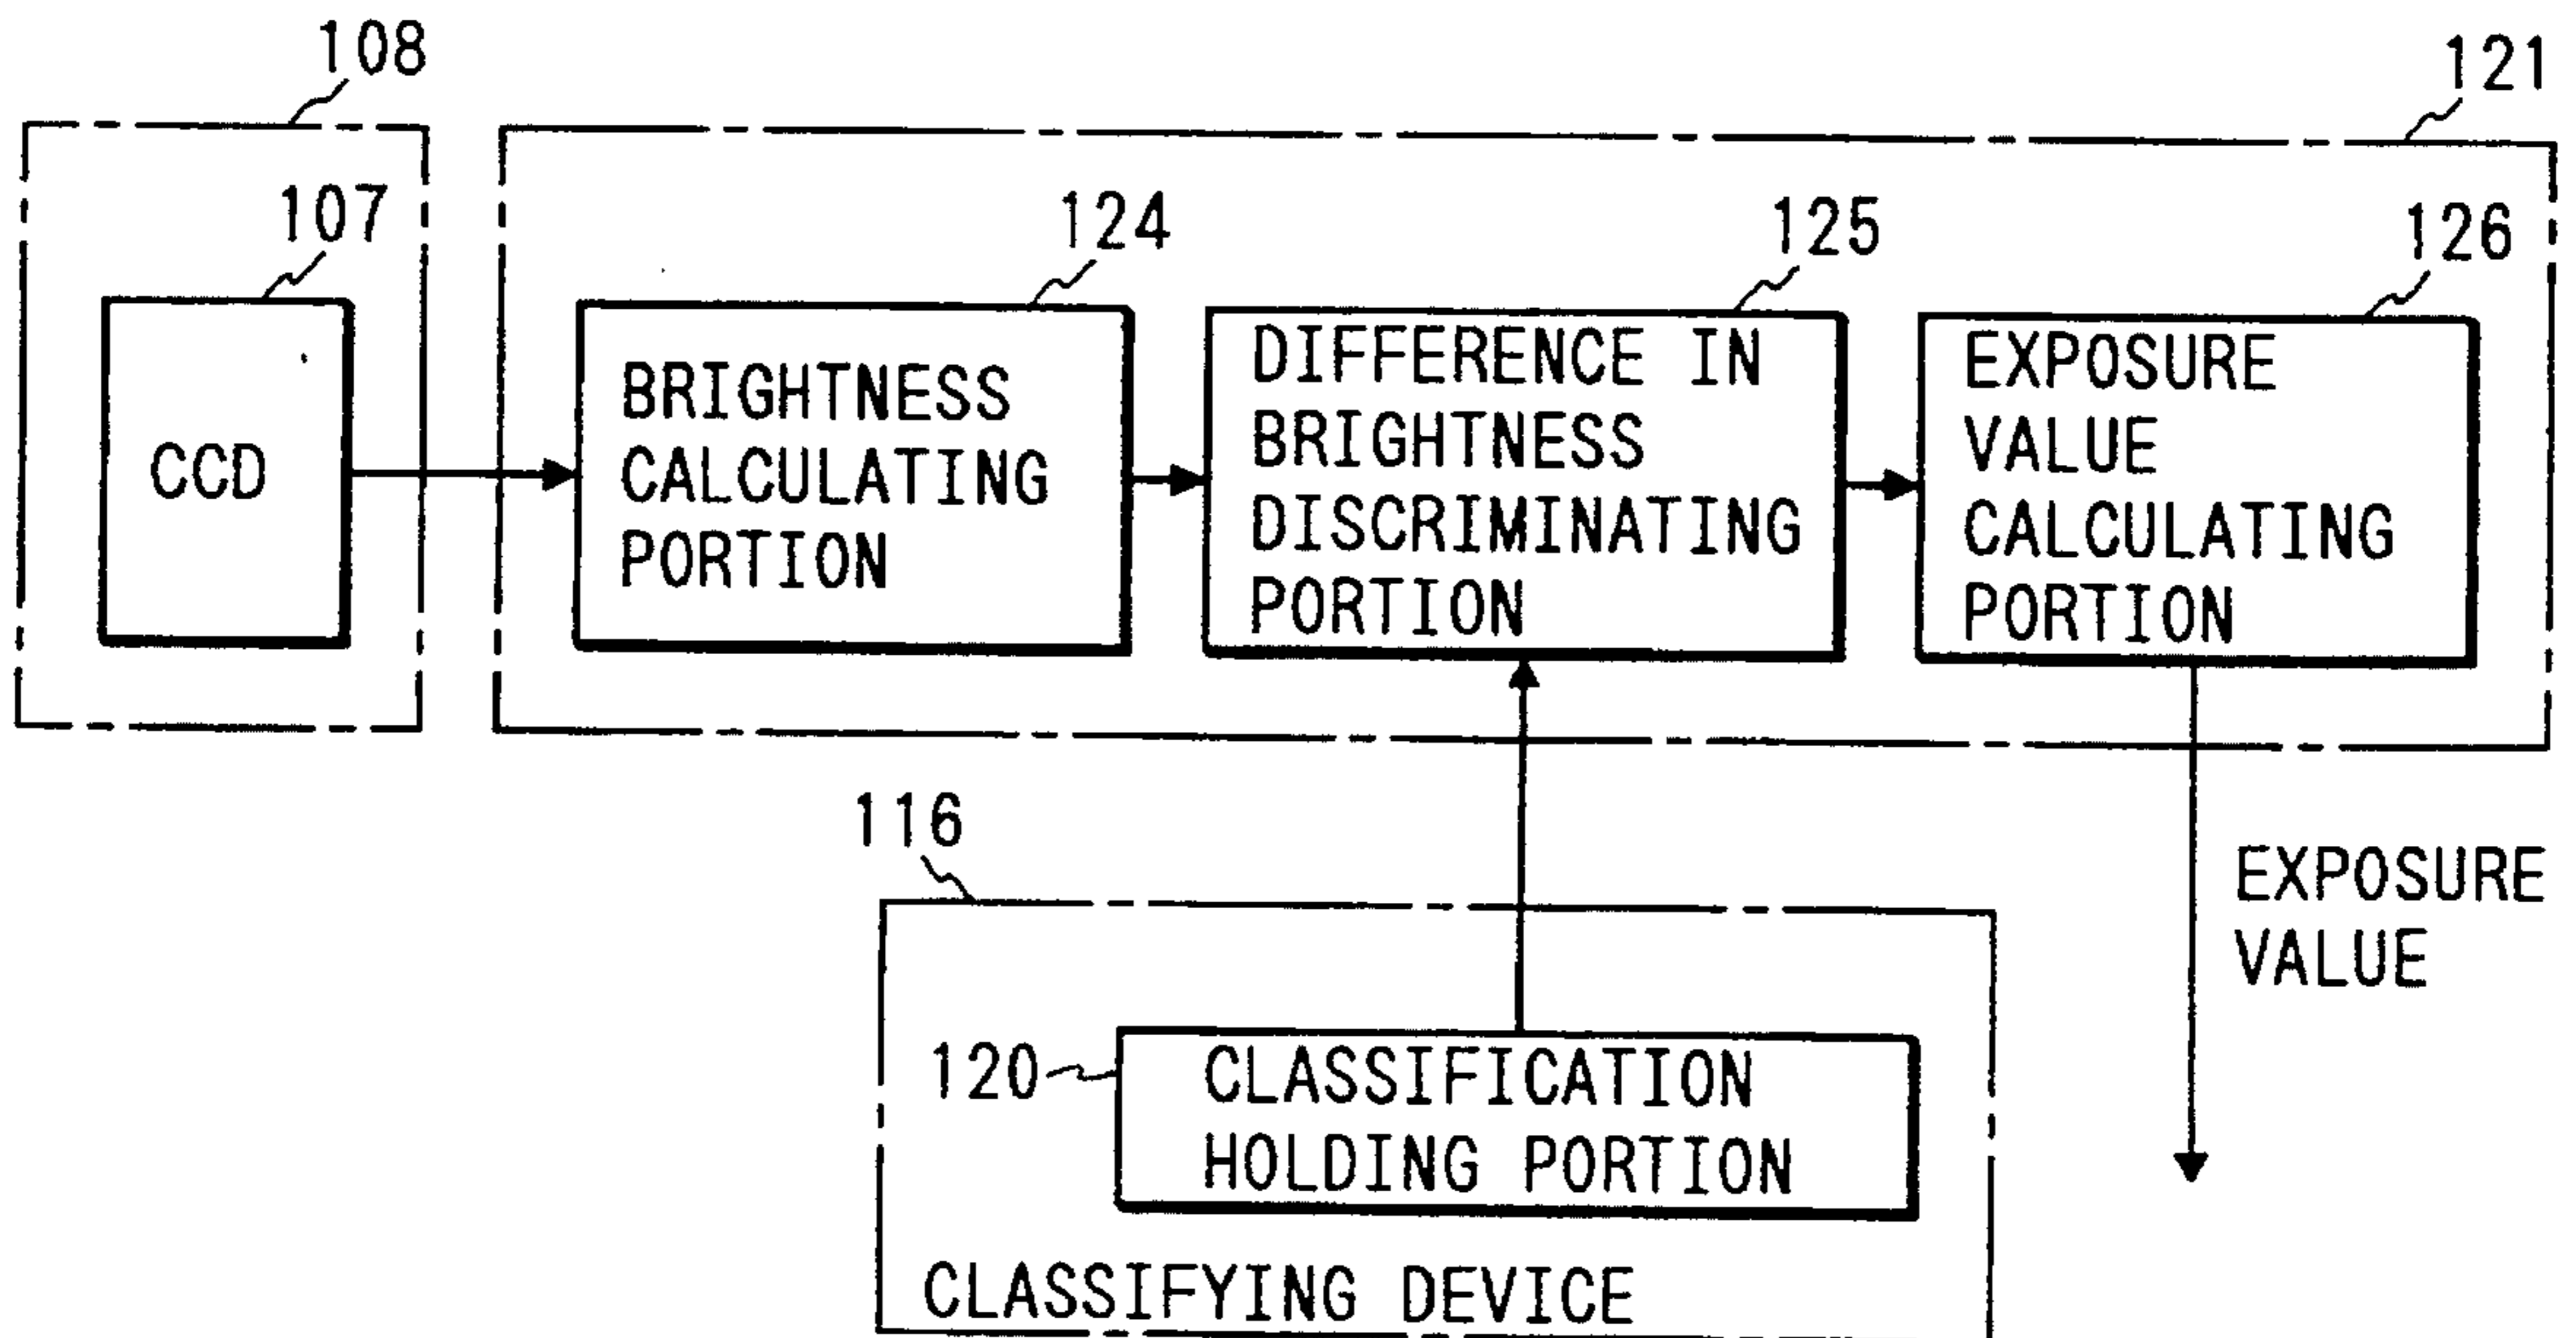 108
121
107
124
125
126
CCD
BRIGHTNESS
CALCULATING
PORTION
DIFFERENCE IN
BRIGHTNESS
DISCRIMINATING
PORTION
EXPOSURE
VALUE
CALCULATING
PORTION
116
EXPOSURE
VALUE
120
CLASSIFICATION
HOLDING PORTION
CLASSIFYING DEVICE